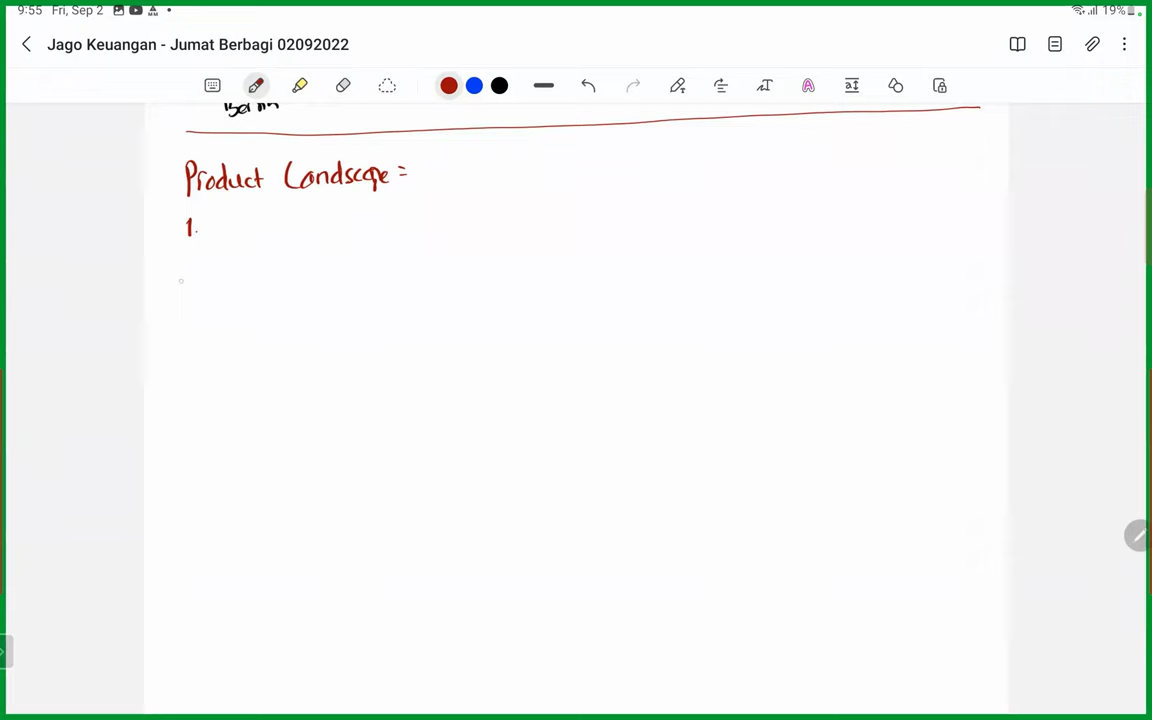 9:55 Fri, Sep 2 19%
Jago Keuangan - Jumat Berbagi 02092022
Product Landscape =
1.